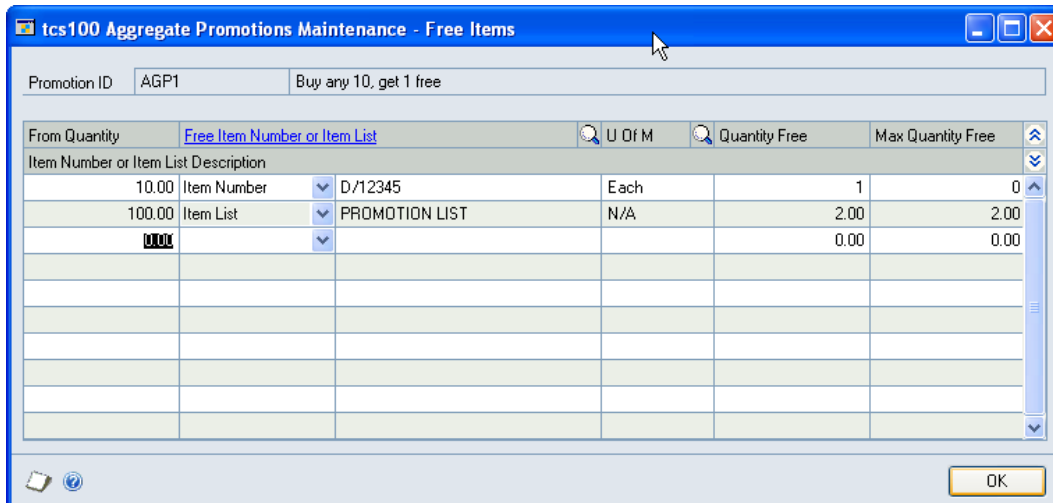 tcs100 Aggregate Promotions Maintenance - Free Items
Promotion ID AGP1 Buy any 10, get 1 free
From Quantity Free Item Number or Item List U Of M Quantity Free Max Quantity Free
Item Number or Item List Description
10.00 Item Number D/12345 Each 1 0
100.00 Item List PROMOTION LIST N/A 2.00 2.00
0.00 0.00 0.00
OK